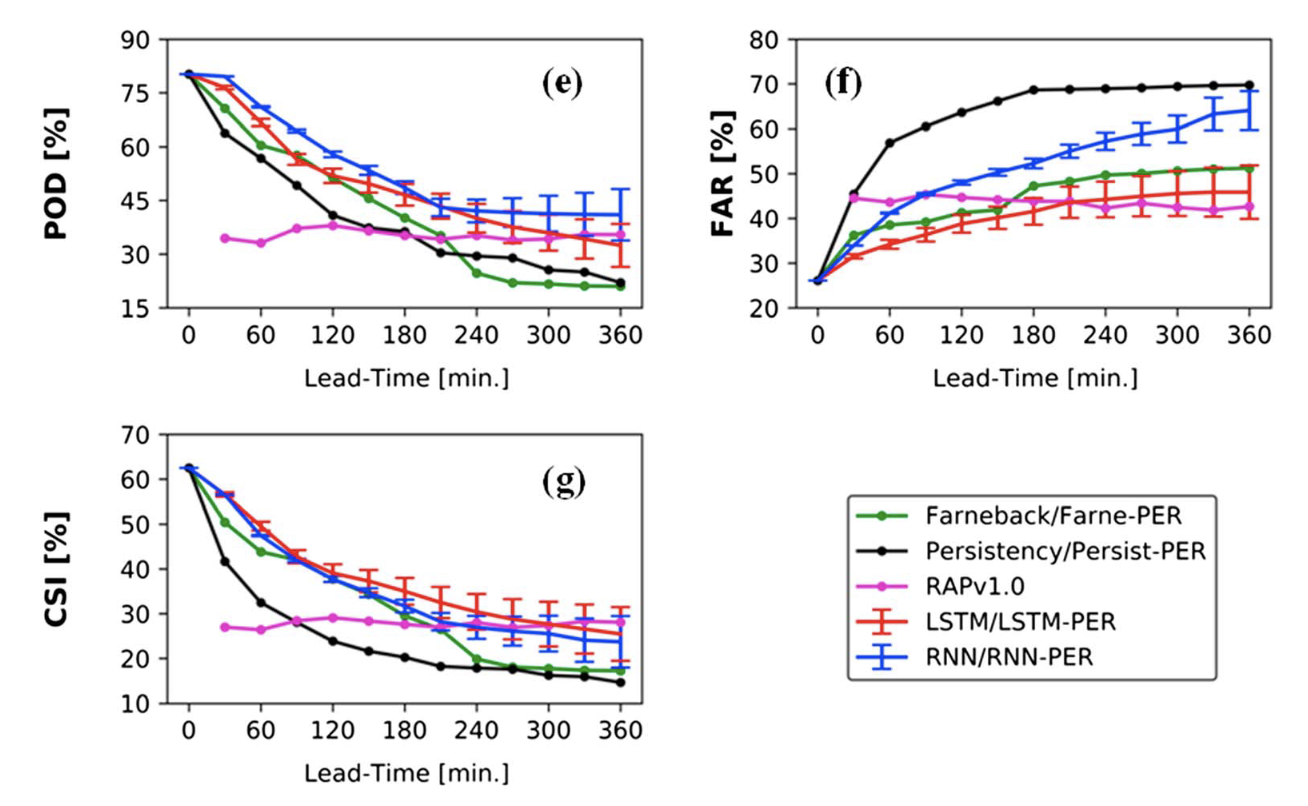 (e)
POD [%]
90
75
60
45
30
15
0 60 120 180 240 300 360
Lead-Time [min.]
(f)
FAR [%]
80
70
60
50
40
30
20
0 60 120 180 240 300 360
Lead-Time [min.]
(g)
CSI [%]
70
60
50
40
30
20
10
0 60 120 180 240 300 360
Lead-Time [min.]
Farneback/Farne-PER
Persistency/Persist-PER
RAPv1.0
LSTM/LSTM-PER
RNN/RNN-PER